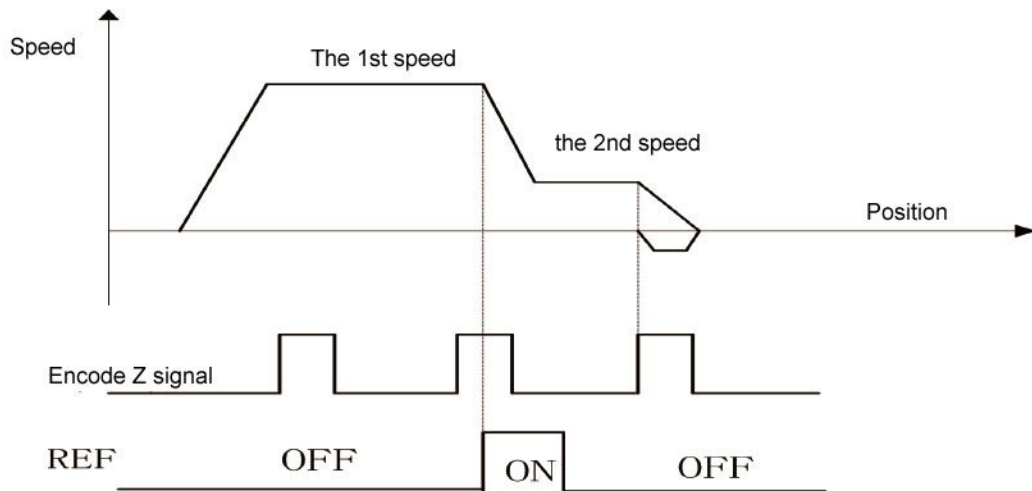 Speed
The 1st speed
the 2nd speed
Position
Encode Z signal
REF
OFF
ON
OFF